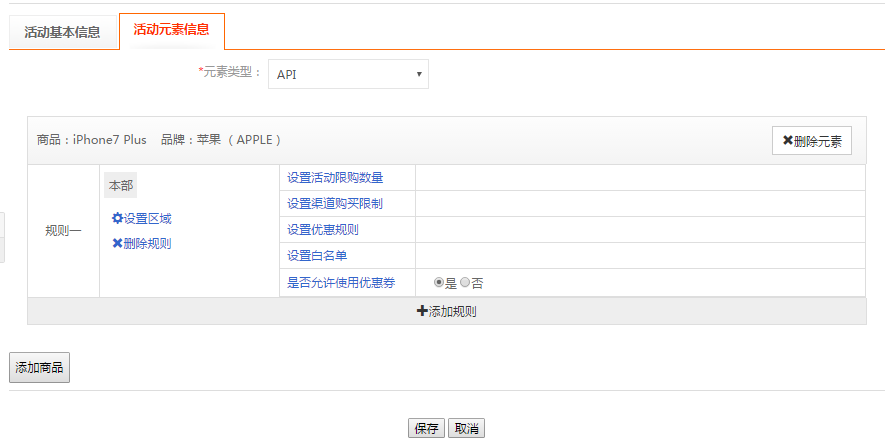 活动基本信息
活动元素信息
*元素类型： API
商品：iPhone7 Plus 品牌：苹果（APPLE）
删除元素
规则一
本部
设置区域
删除规则
设置活动限购数量
设置渠道购买限制
设置优惠规则
设置白名单
是否允许使用优惠券 是 否
添加规则
添加商品
保存 取消